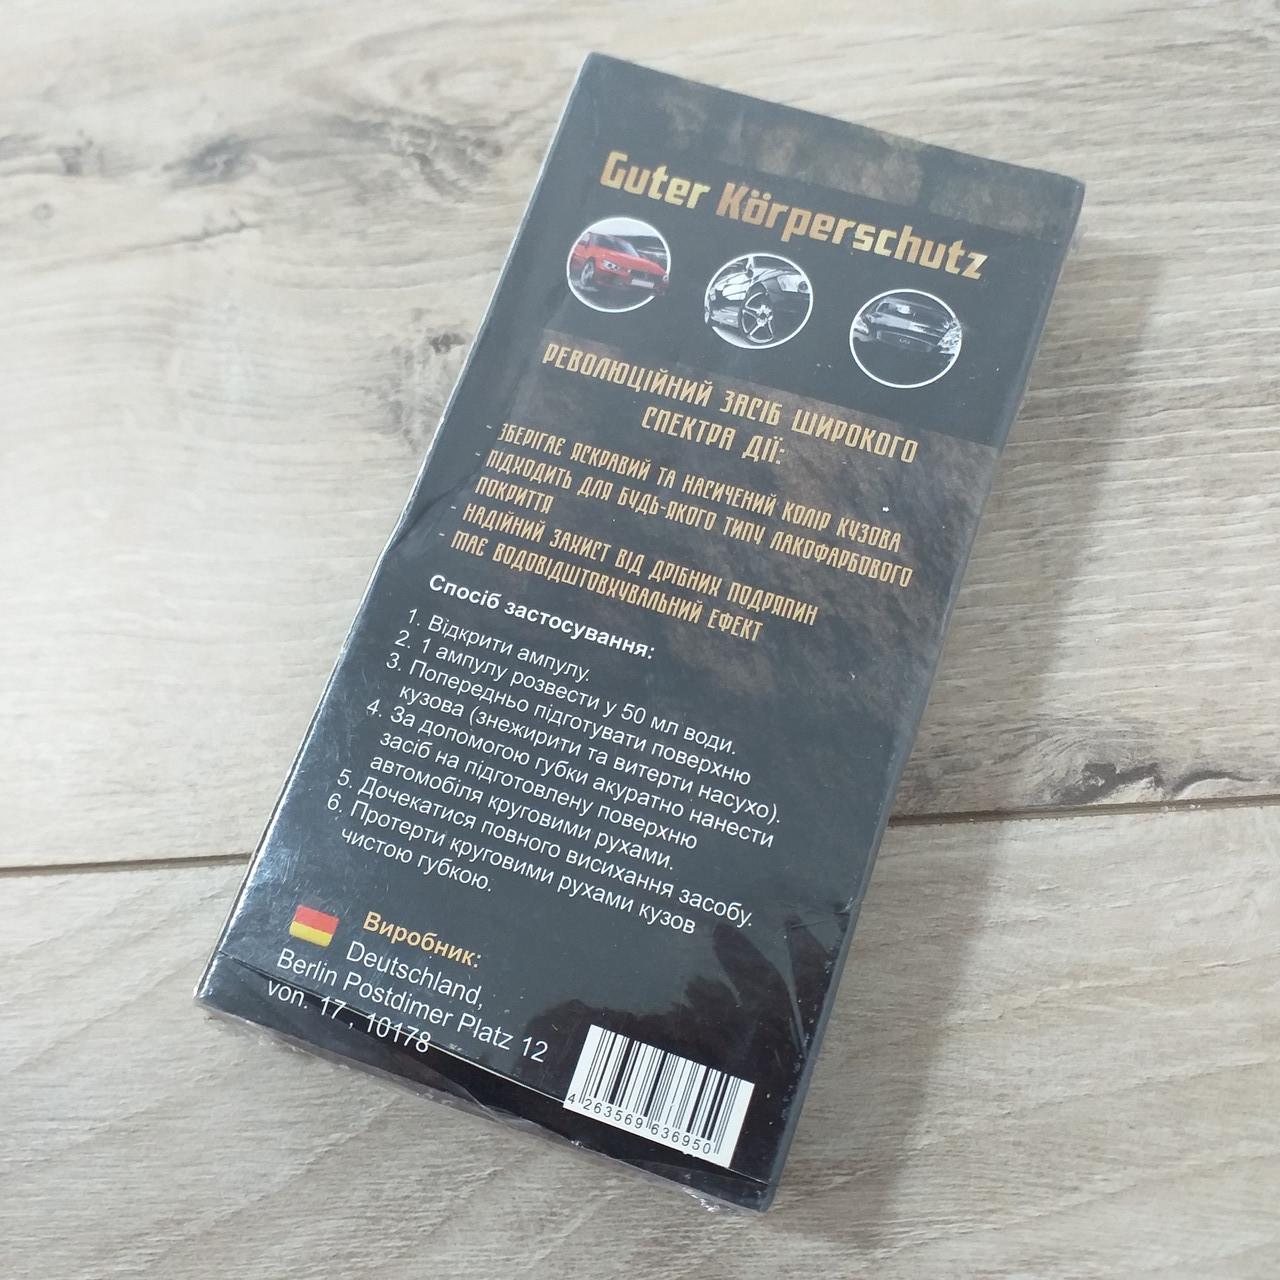 Guter Körperschutz
РЕВОЛЮЦІЙНИЙ ЗАСІБ ШИРОКОГО
СПЕКТРА ДІЇ:
- ЗБЕРІГАЄ ЯСКРАВИЙ ТА НАСИЧЕНИЙ КОЛІР КУЗОВА
- ПІДХОДИТЬ ДЛЯ БУДЬ-ЯКОГО ТИПУ ЛАКОФАРБОВОГО
ПОКРИТТЯ
- НАДІЙНИЙ ЗАХИСТ ВІД ДРІБНИХ ПОДРЯПИН
- МАЄ ВОДОВІДШТОВХУВАЛЬНИЙ ЕФЕКТ
Спосіб застосування:
1. Відкрити ампулу.
2. 1 ампулу розвести у 50 мл води.
3. Попередньо підготувати поверхню
кузова (знежирити та витерти насухо).
4. За допомогою губки акуратно нанести
засіб на підготовлену поверхню
автомобіля круговими рухами.
5. Дочекатися повного висихання засобу.
6. Протерти круговими рухами кузов
чистою губкою.
Виробник:
Deutschland,
Berlin Postdimer Platz 12
von. 17 , 10178
4 263569 636950